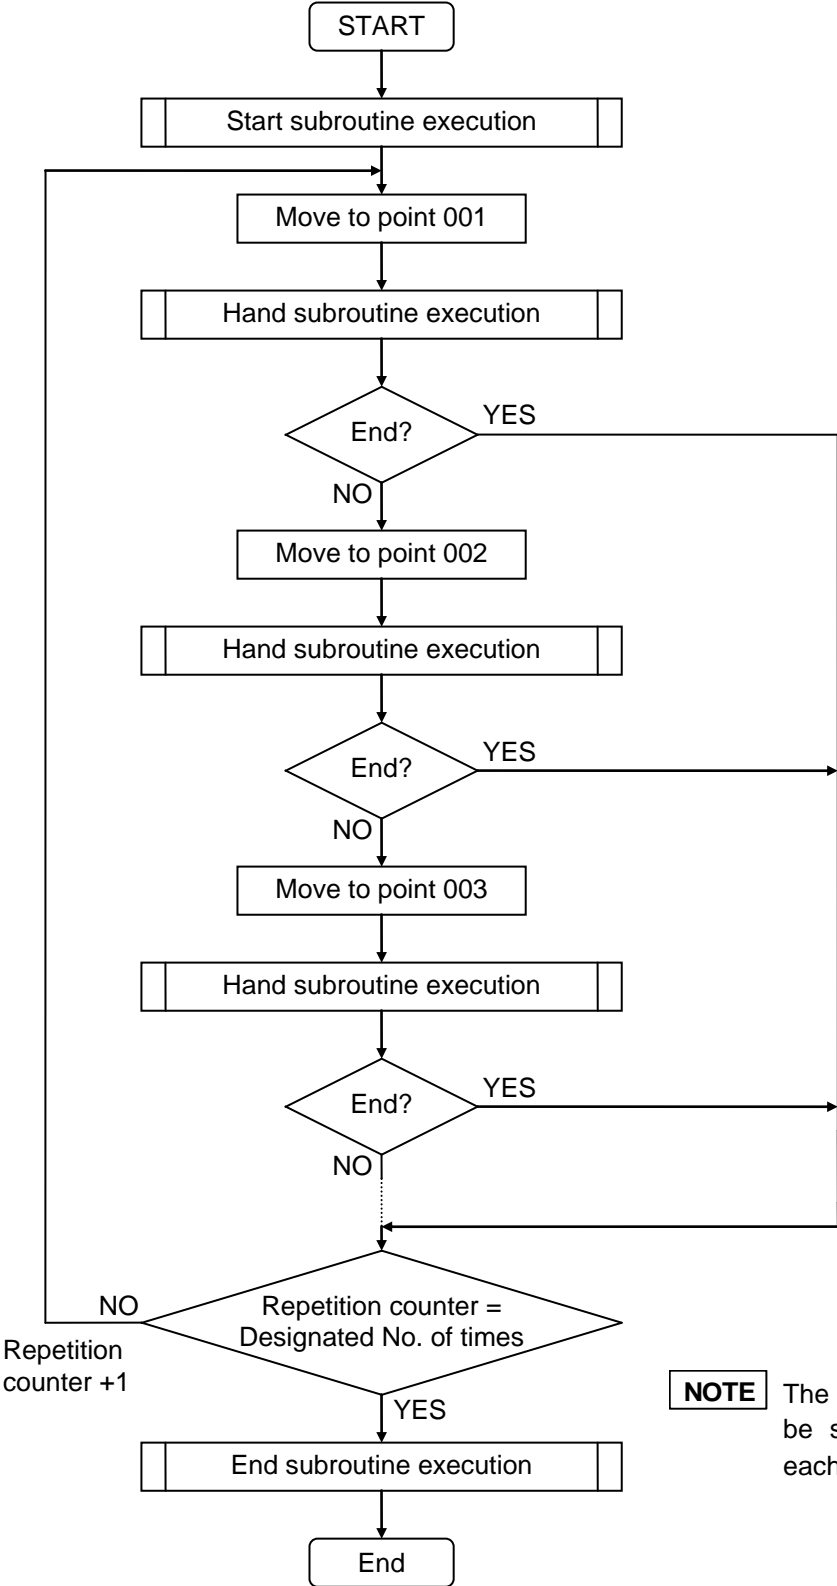 START
Start subroutine execution
Move to point 001
Hand subroutine execution
End?
YES
NO
Move to point 002
Hand subroutine execution
End?
YES
NO
Move to point 003
Hand subroutine execution
End?
YES
NO
Repetition counter =
Designated No. of times
NO
Repetition
counter +1
YES
NOTE The
be s
each
End subroutine execution
End